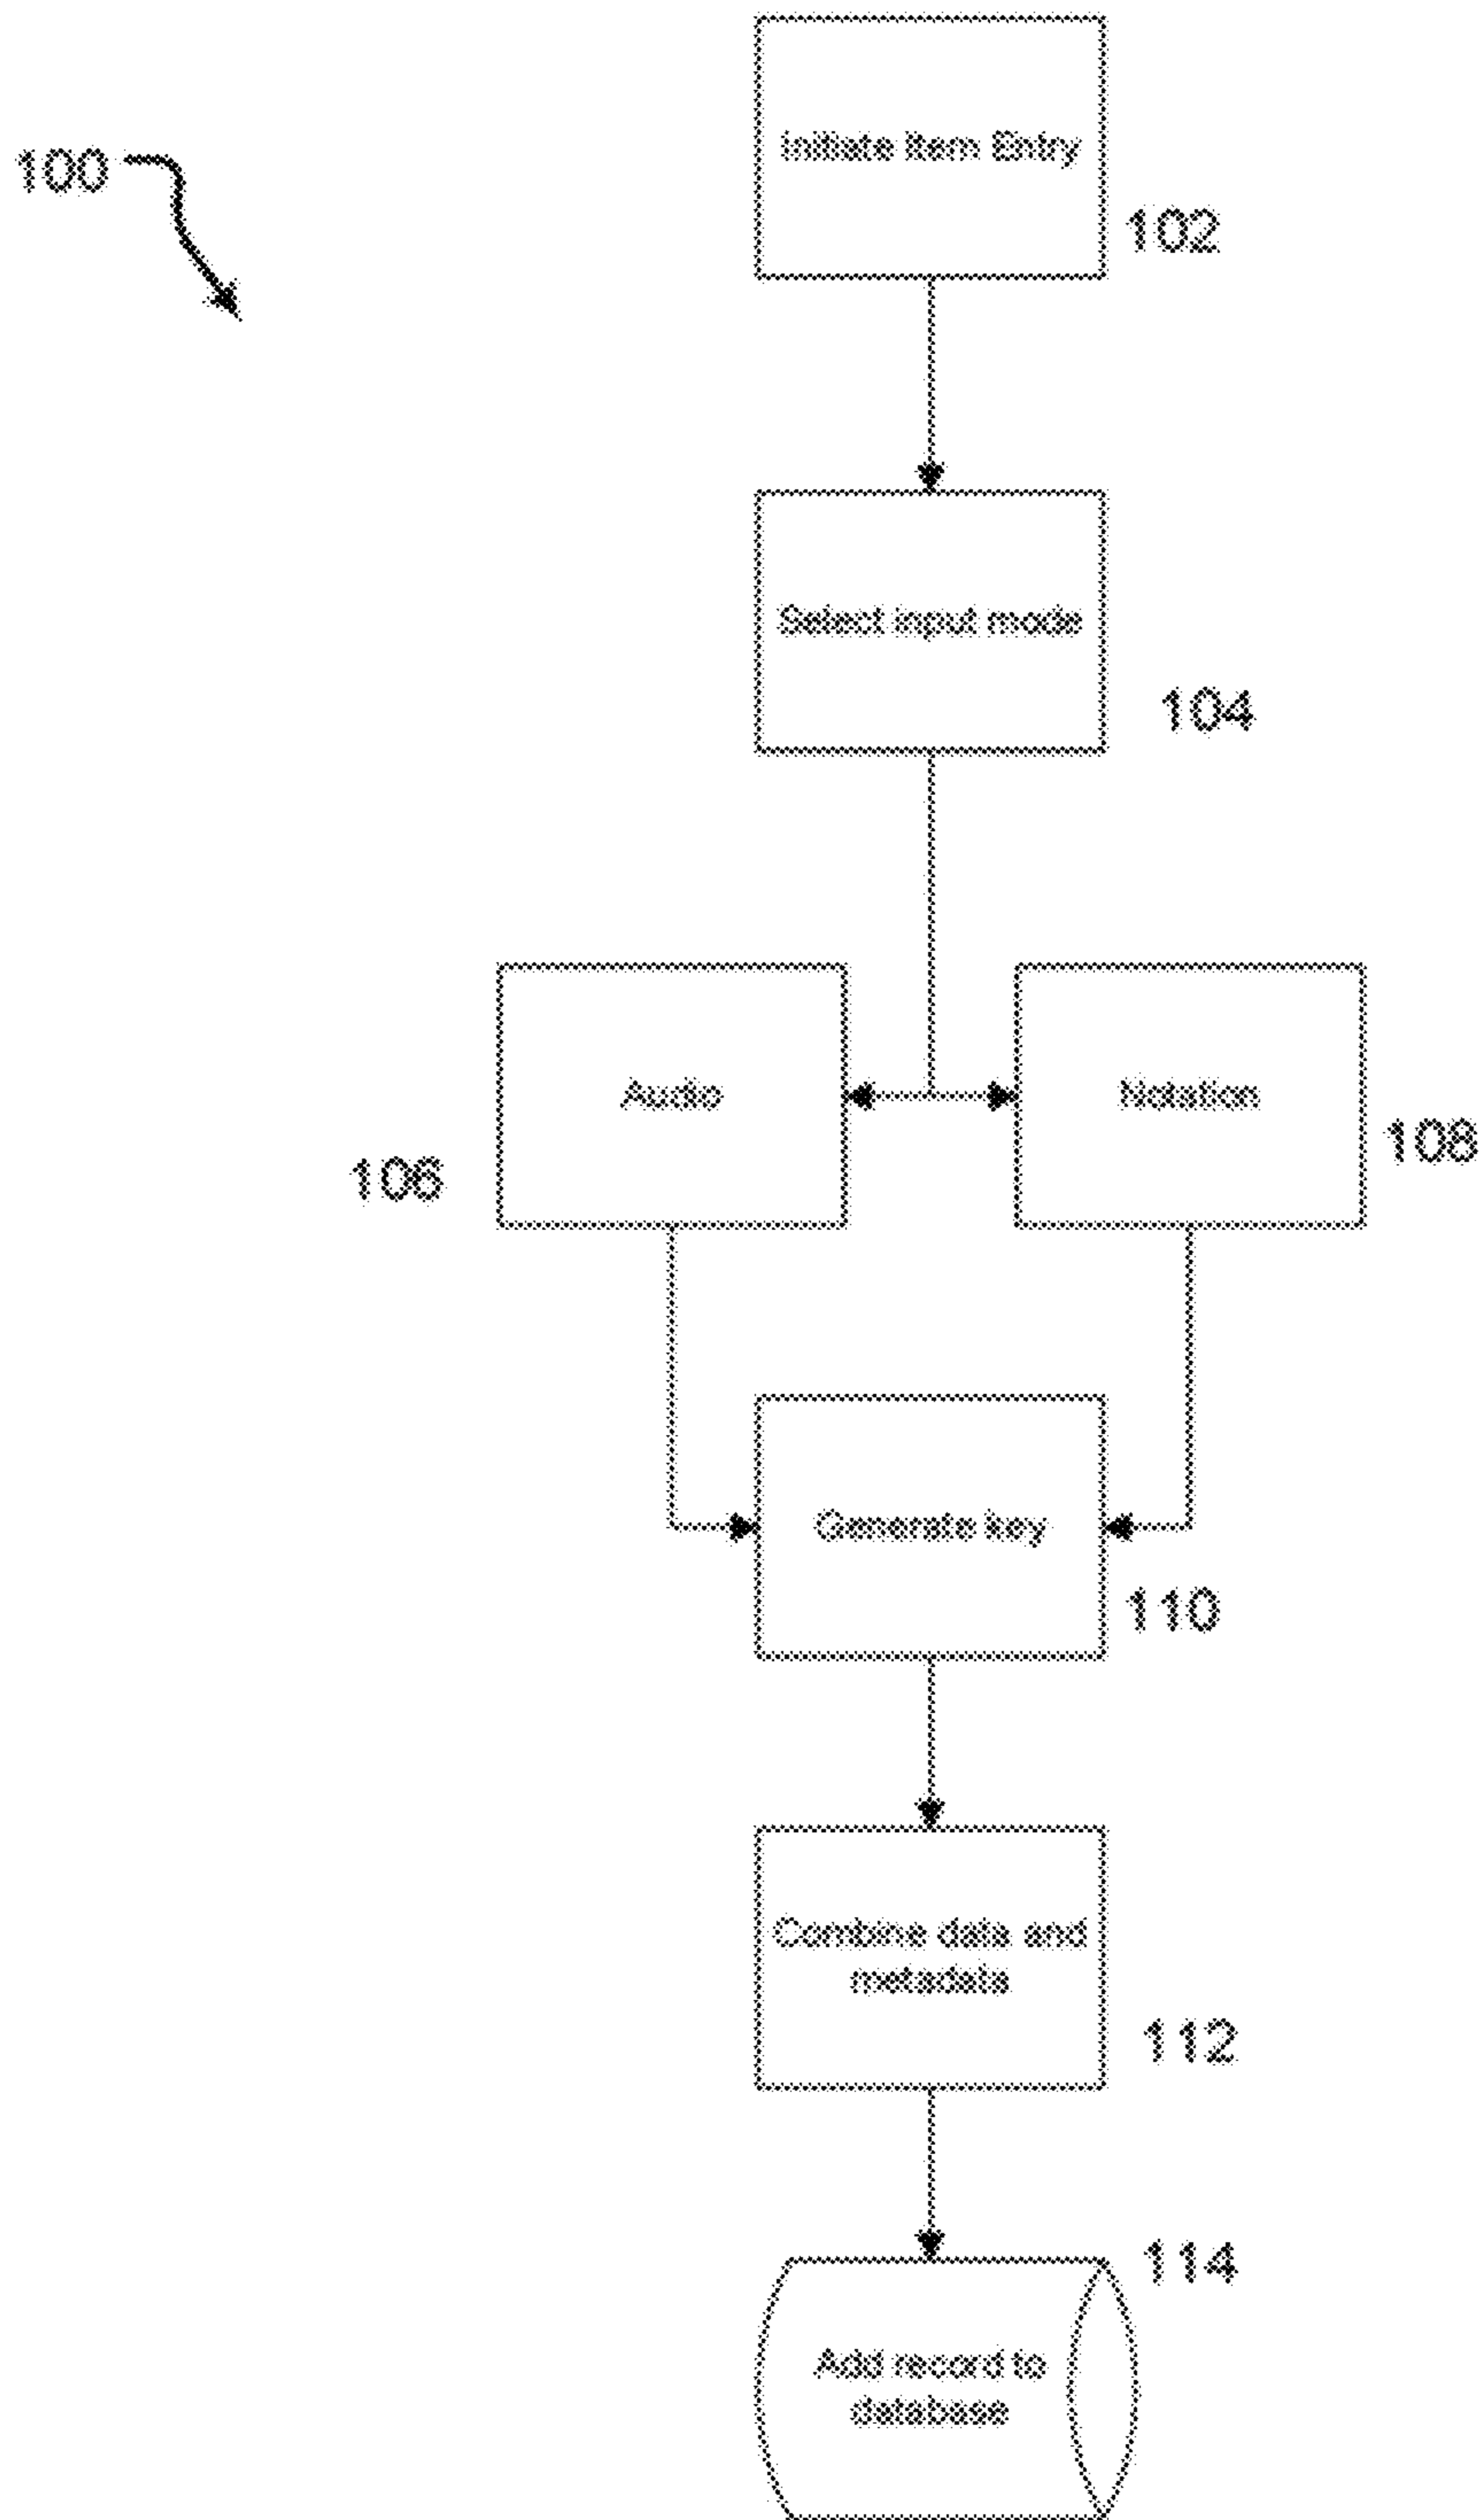 Initiate Item Entry
100
102
Select input mode
104
Audio
Notation
106
108
Generate key
110
Combine data and
metadata
112
114
Add record to
database